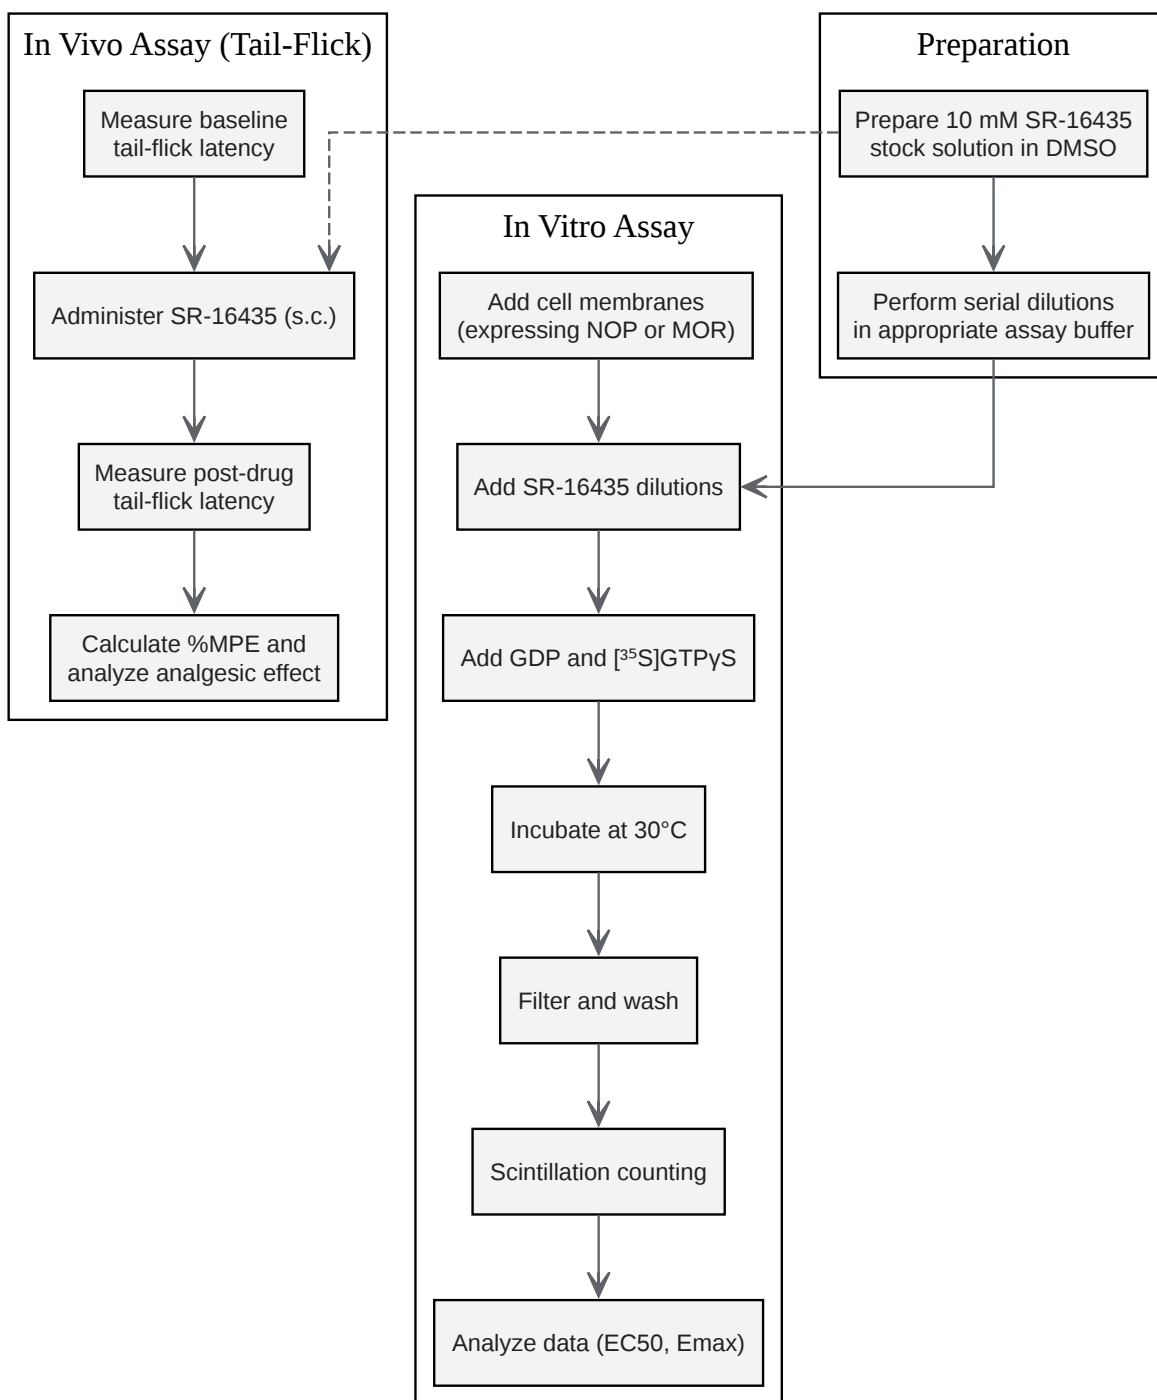 In Vivo Assay (Tail-Flick)
Measure baseline
tail-flick latency
Administer SR-16435 (s.c.)
Measure post-drug
tail-flick latency
Calculate %MPE and
analyze analgesic effect
In Vitro Assay
Add cell membranes
(expressing NOP or MOR)
Add SR-16435 dilutions
Add GDP and [³⁵S]GTPγS
Incubate at 30°C
Filter and wash
Scintillation counting
Analyze data (EC50, Emax)
Preparation
Prepare 10 mM SR-16435
stock solution in DMSO
Perform serial dilutions
in appropriate assay buffer